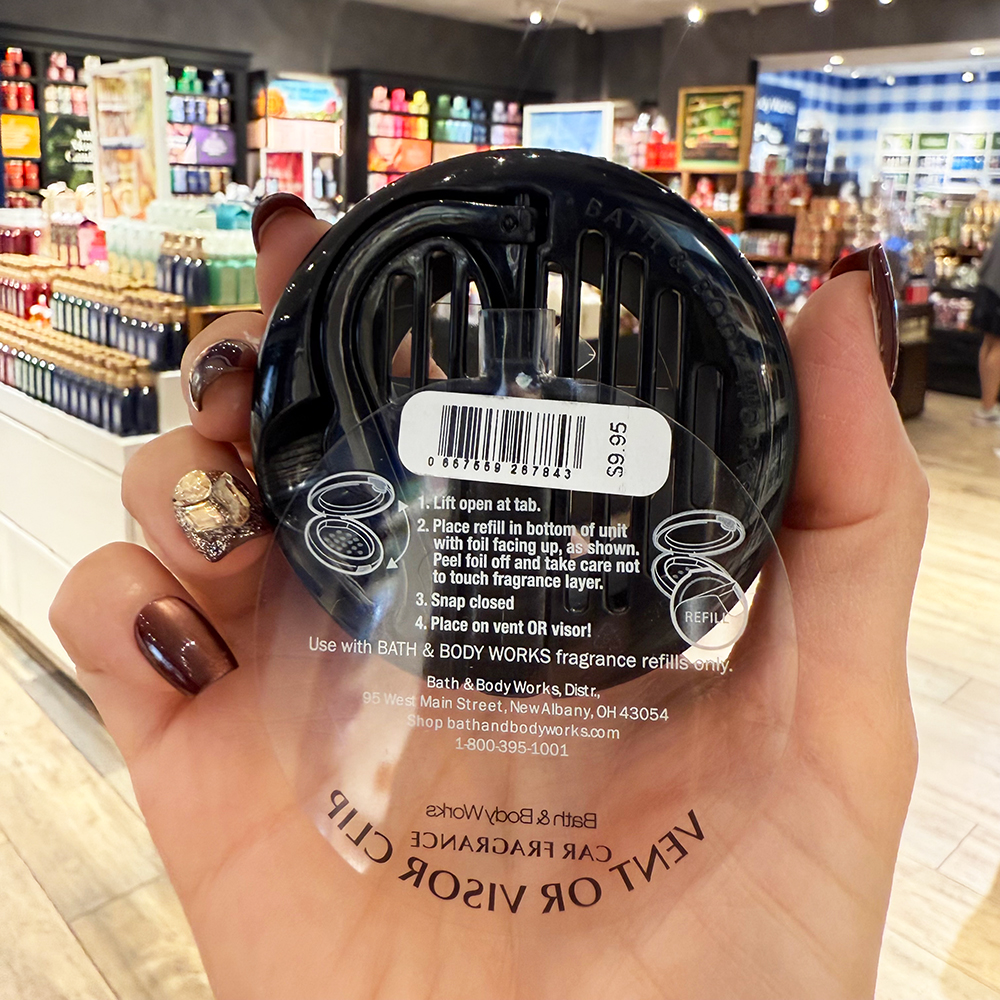 BATH & BODY
0 667559 267843
$9.95
1. Lift open at tab.
2. Place refill in bottom of unit
with foil facing up, as shown.
Peel foil off and take care not
to touch fragrance layer.
3. Snap closed
4. Place on vent OR visor!
REFILL
Use with BATH & BODY WORKS fragrance refills only.
Bath & Body Works, Distr.,
95 West Main Street, New Albany, OH 43054
Shop bathandbodyworks.com
1-800-395-1001
Bath & Body Works
CAR FRAGRANCE
VENT OR VISOR CLIP